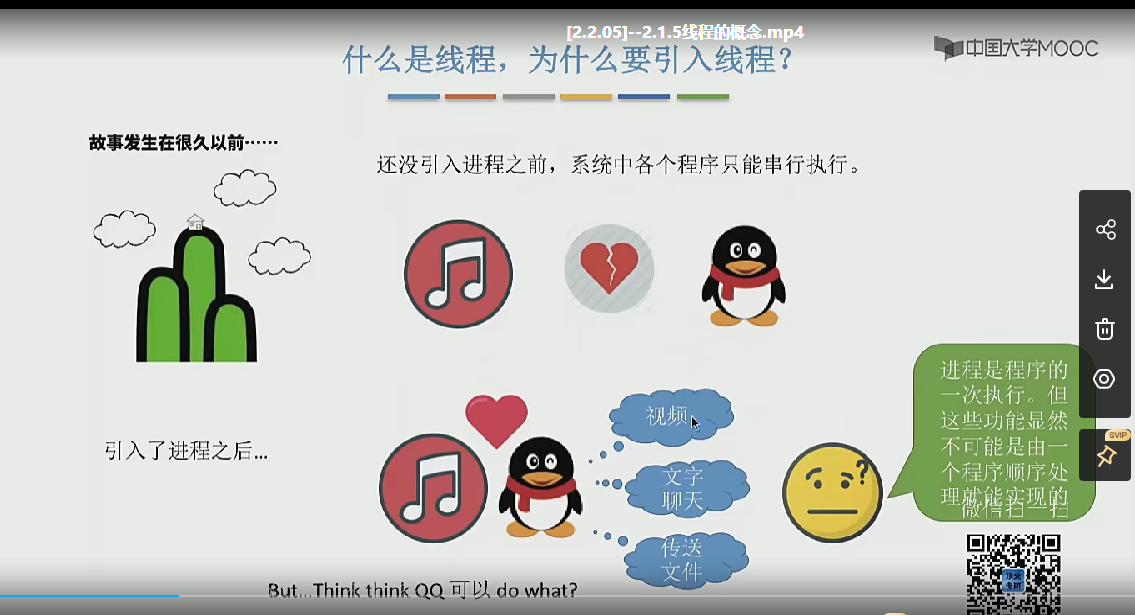 [2.2.05]--2.1.5线程的概念.mp4
什么是线程，为什么要引入线程？
中国大学MOOC
故事发生在很久以前……
还没引入进程之前，系统中各个程序只能串行执行。
引入了进程之后…
视频
文字
聊天
传送
文件
进程是程序的
一次执行。但
这些功能显然
不可能是由一
个程序顺序处
理就能实现的
微信扫一扫
SVIP
But…Think think QQ 可以 do what?